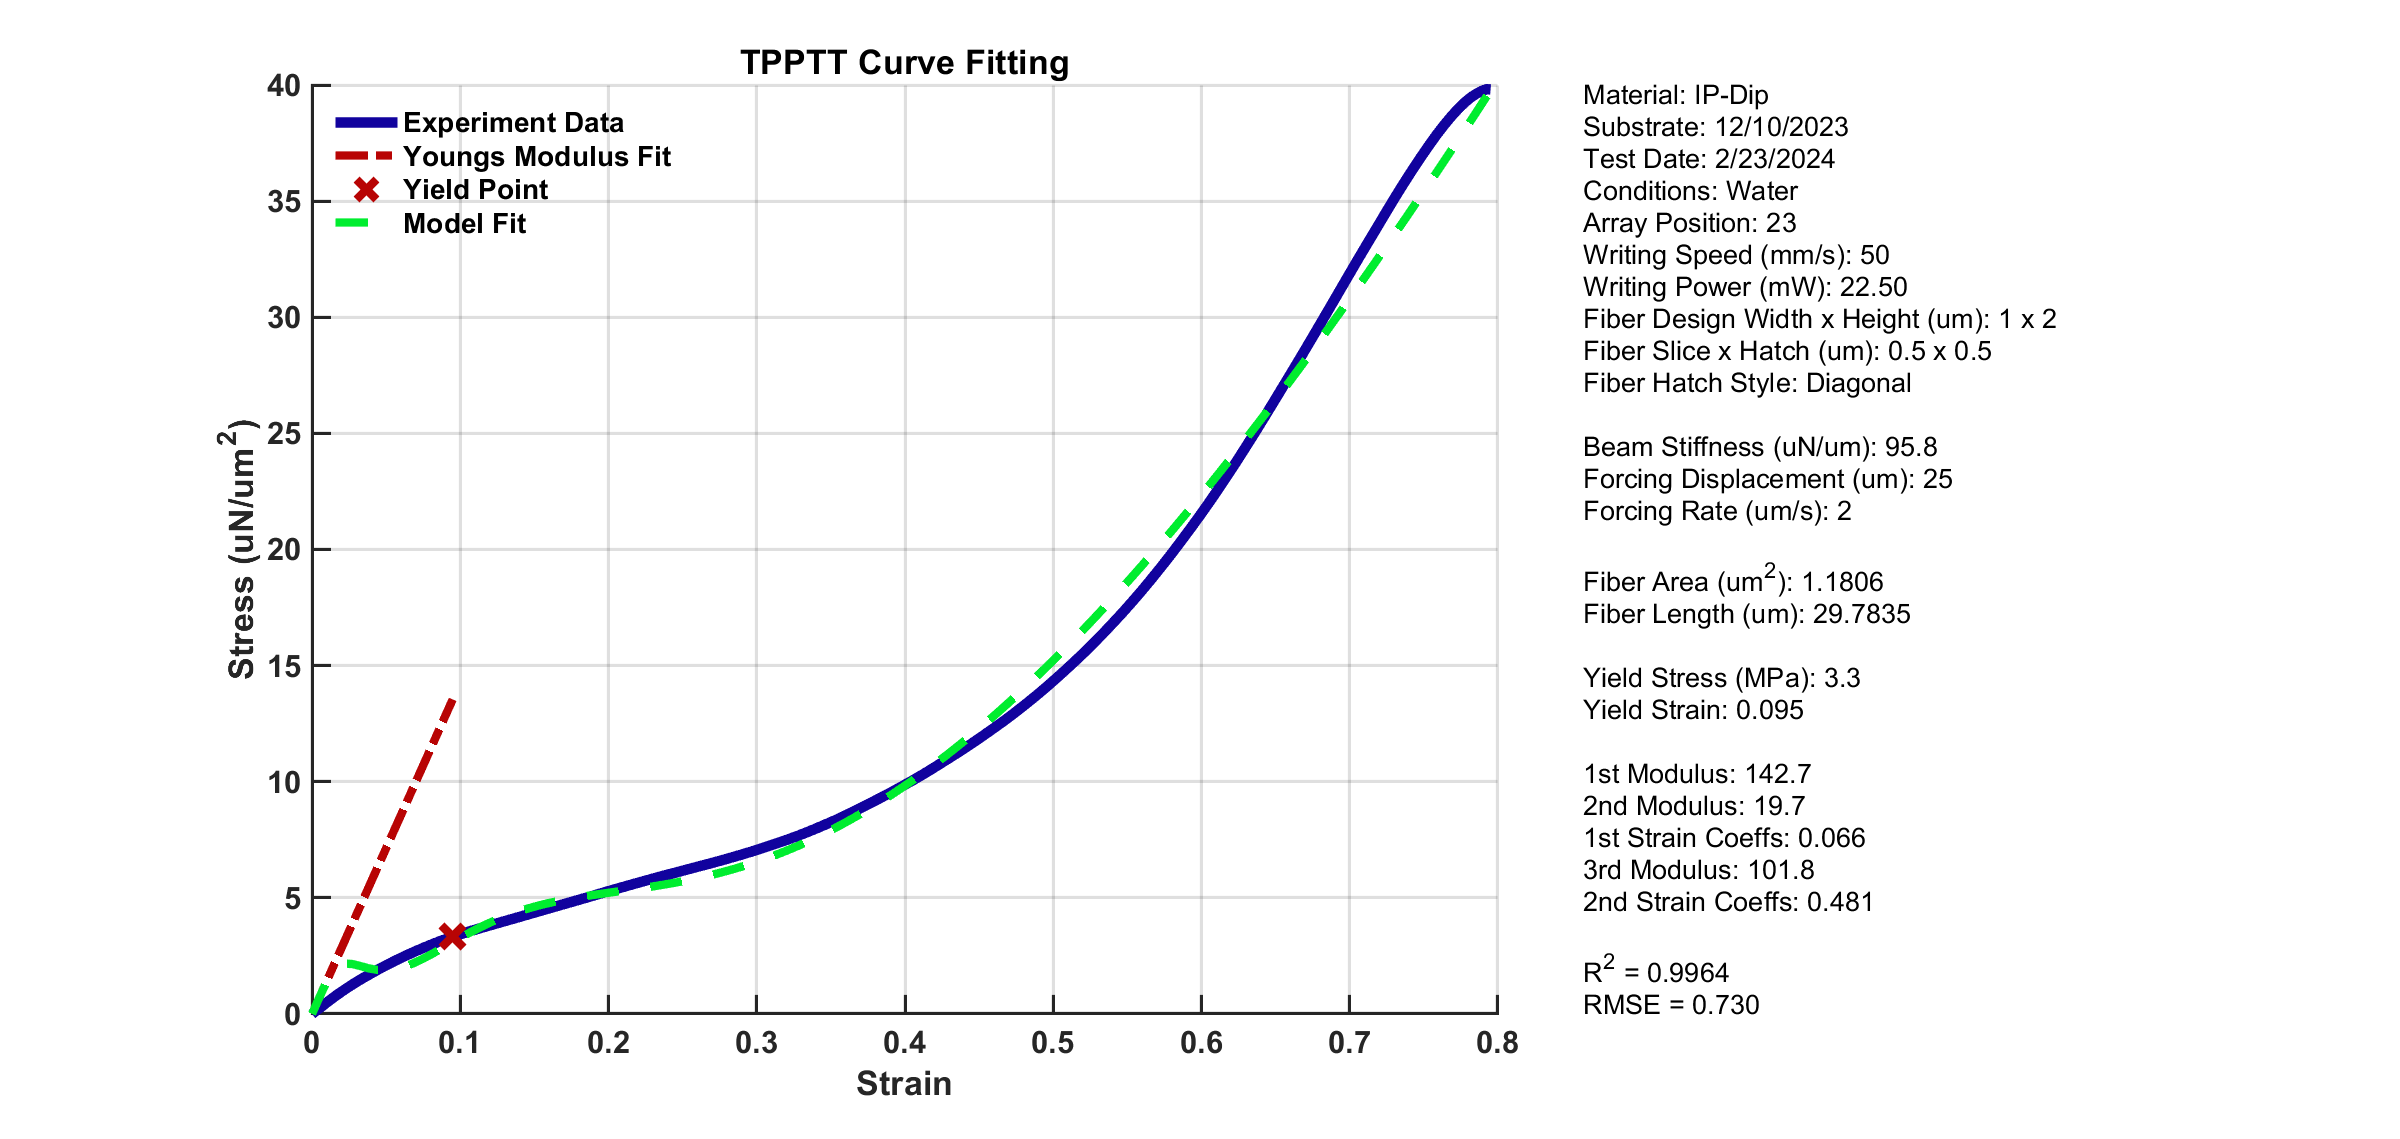 TPPTT Curve Fitting
40
35
30
25
20
15
10
5
0
Stress (uN/um²)
Experiment Data
Youngs Modulus Fit
Yield Point
Model Fit
0 0.1 0.2 0.3 0.4 0.5 0.6 0.7 0.8
Strain
Material: IP-Dip
Substrate: 12/10/2023
Test Date: 2/23/2024
Conditions: Water
Array Position: 23
Writing Speed (mm/s): 50
Writing Power (mW): 22.50
Fiber Design Width x Height (um): 1 x 2
Fiber Slice x Hatch (um): 0.5 x 0.5
Fiber Hatch Style: Diagonal
Beam Stiffness (uN/um): 95.8
Forcing Displacement (um): 25
Forcing Rate (um/s): 2
Fiber Area (um²): 1.1806
Fiber Length (um): 29.7835
Yield Stress (MPa): 3.3
Yield Strain: 0.095
1st Modulus: 142.7
2nd Modulus: 19.7
1st Strain Coeffs: 0.066
3rd Modulus: 101.8
2nd Strain Coeffs: 0.481
R² = 0.9964
RMSE = 0.730